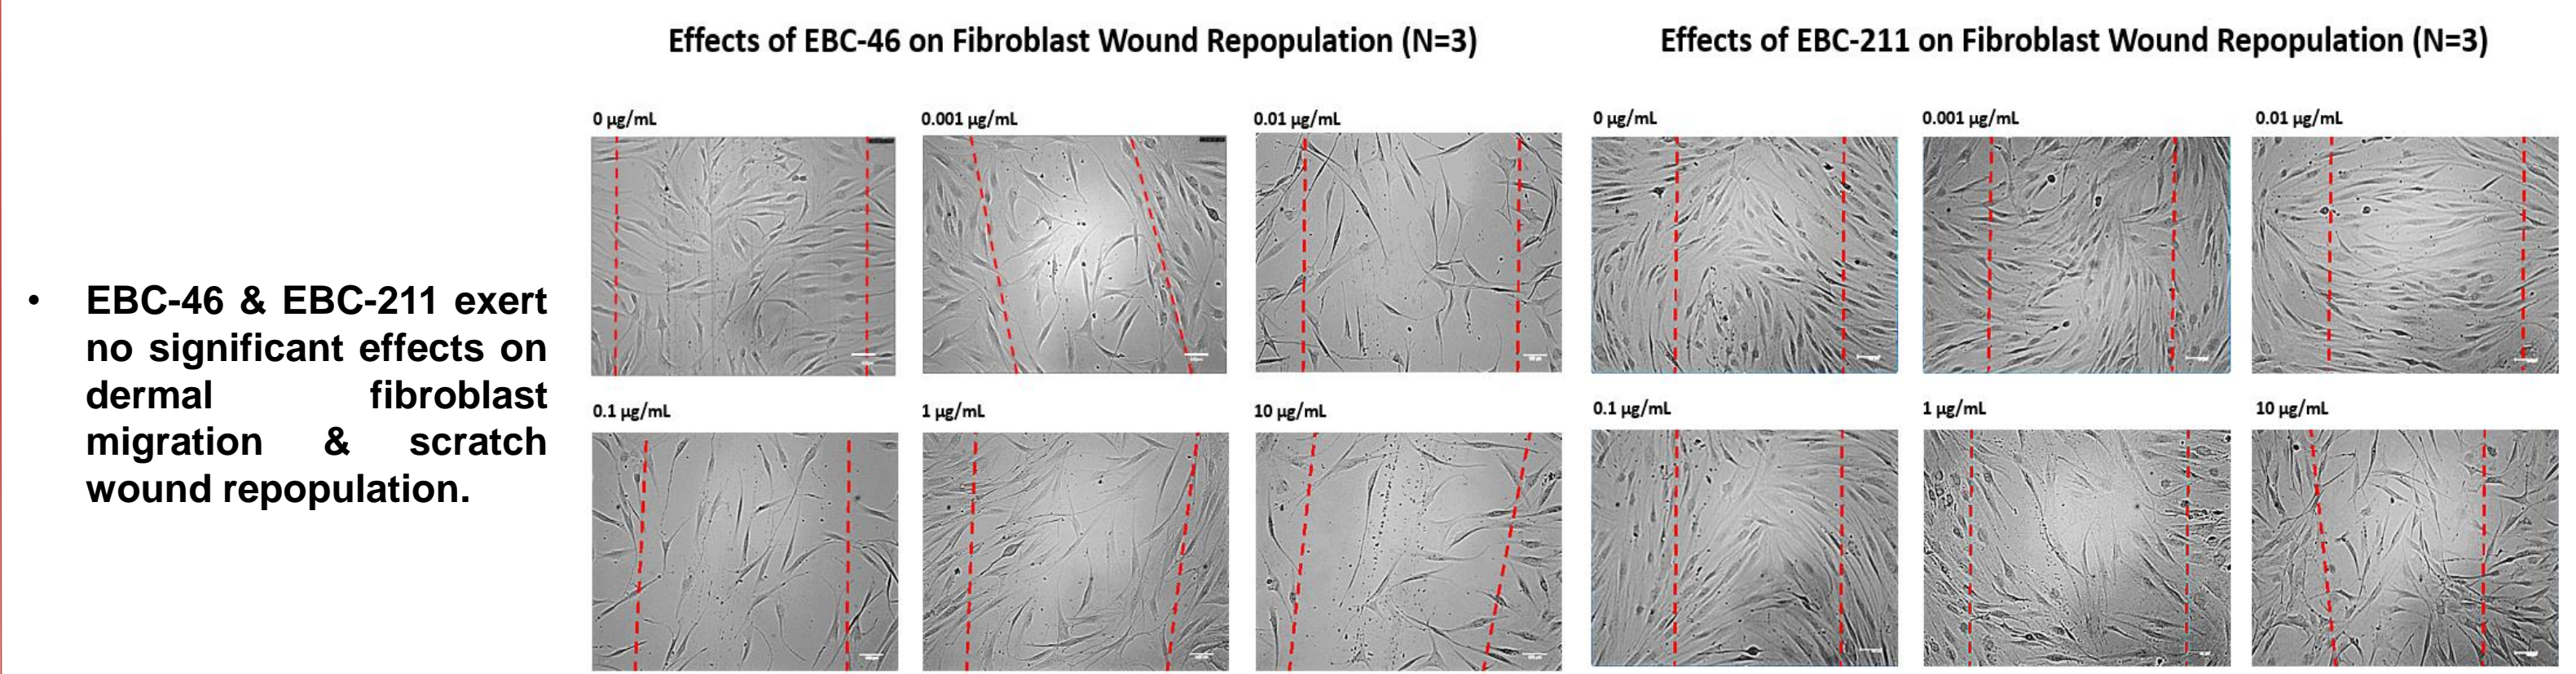 Effects of EBC-46 on Fibroblast Wound Repopulation (N=3)
0 µg/mL
0.001 µg/mL
0.01 µg/mL
0.1 µg/mL
1 µg/mL
10 µg/mL
Effects of EBC-211 on Fibroblast Wound Repopulation (N=3)
0 µg/mL
0.001 µg/mL
0.01 µg/mL
0.1 µg/mL
1 µg/mL
10 µg/mL
• EBC-46 & EBC-211 exert
no significant effects on
dermal fibroblast
migration & scratch
wound repopulation.